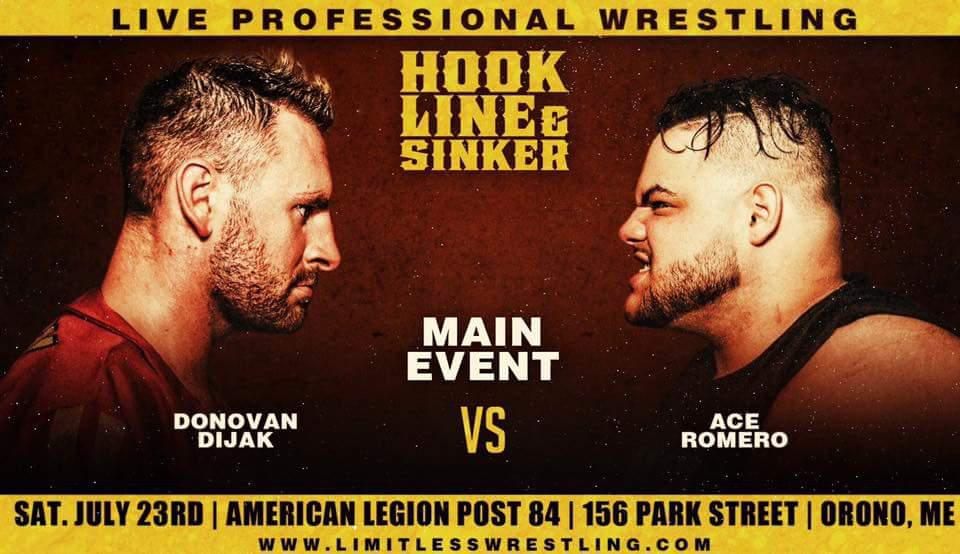 LIVE PROFESSIONAL WRESTLING
HOOK
LINE &
SINKER
MAIN
EVENT
DONOVAN
DIJAK
VS
ACE
ROMERO
SAT. JULY 23RD | AMERICAN LEGION POST 84 | 156 PARK STREET | ORONO, ME
WWW.LIMITLESSWRESTLING.COM